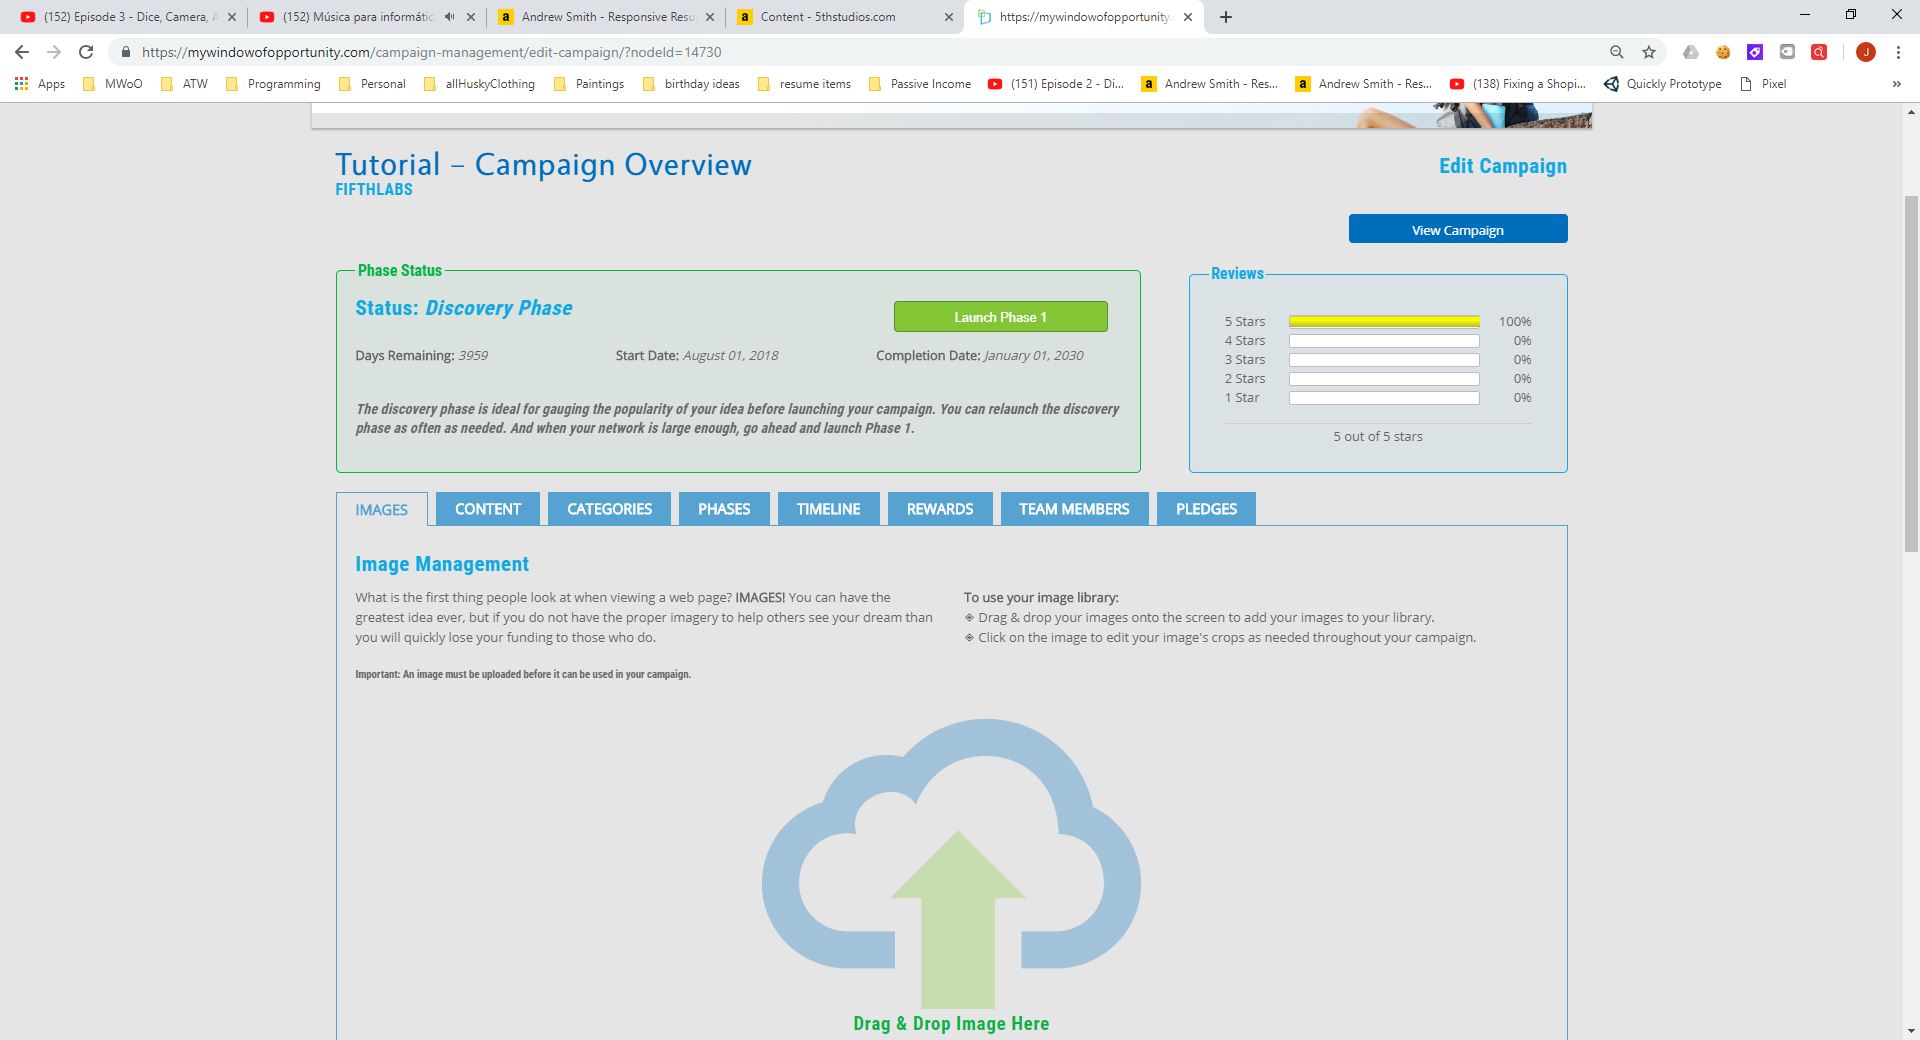 (152) Episode 3 - Dice, Camera, A
(152) Música para informátic
Andrew Smith - Responsive Resu
Content - 5thstudios.com
https://mywindowofopportunity.
https://mywindowofopportunity.com/campaign-management/edit-campaign/?nodeId=14730
J
Apps MWoO ATW Programming Personal allHuskyClothing Paintings birthday ideas resume items Passive Income (151) Episode 2 - Di... Andrew Smith - Res... Andrew Smith - Res... (138) Fixing a Shopi... Quickly Prototype Pixel »
Tutorial – Campaign Overview
FIFTHLABS
Edit Campaign
View Campaign
Phase Status
Status: Discovery Phase
Launch Phase 1
Days Remaining: 3959 Start Date: August 01, 2018 Completion Date: January 01, 2030
The discovery phase is ideal for gauging the popularity of your idea before launching your campaign. You can relaunch the discovery
phase as often as needed. And when your network is large enough, go ahead and launch Phase 1.
Reviews
5 Stars 100%
4 Stars 0%
3 Stars 0%
2 Stars 0%
1 Star 0%
5 out of 5 stars
IMAGES CONTENT CATEGORIES PHASES TIMELINE REWARDS TEAM MEMBERS PLEDGES
Image Management
What is the first thing people look at when viewing a web page? IMAGES! You can have the
greatest idea ever, but if you do not have the proper imagery to help others see your dream than
you will quickly lose your funding to those who do.
Important: An image must be uploaded before it can be used in your campaign.
To use your image library:
◈ Drag & drop your images onto the screen to add your images to your library.
◈ Click on the image to edit your image's crops as needed throughout your campaign.
Drag & Drop Image Here